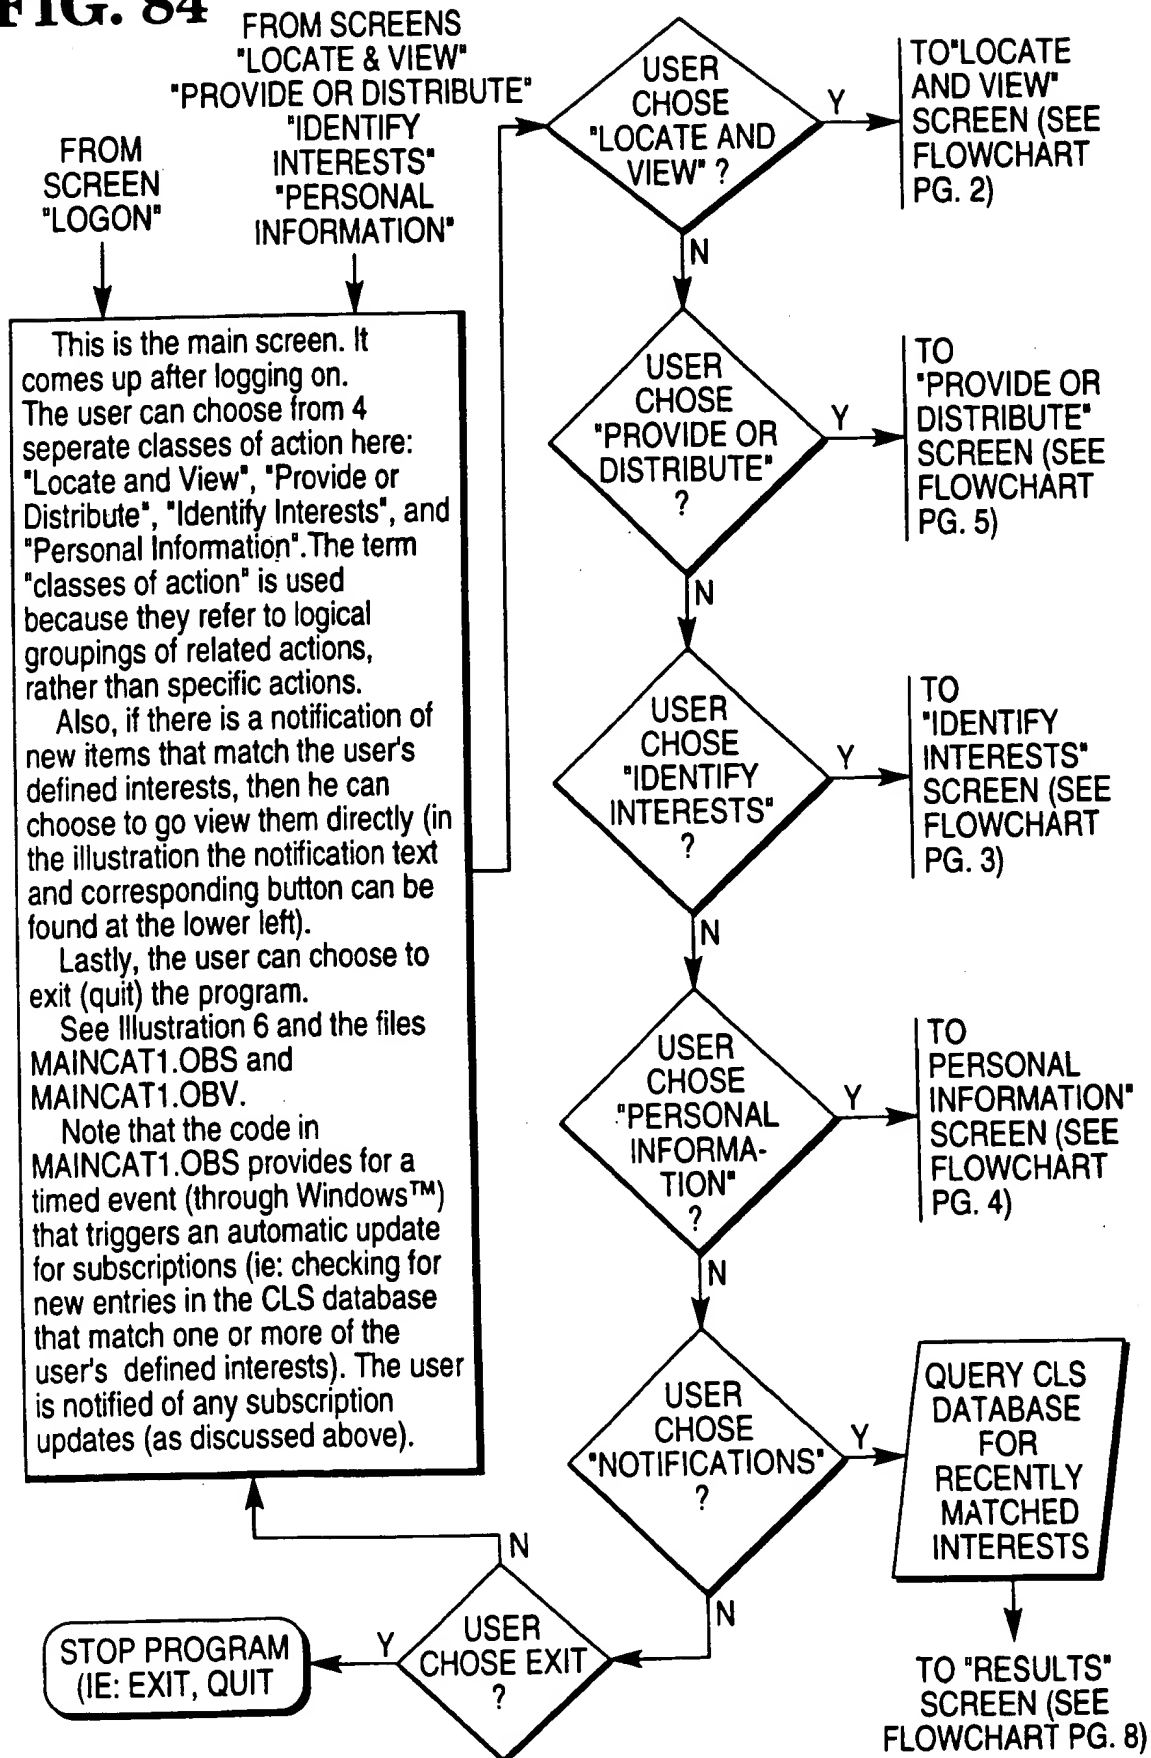 FIG. 84
FROM SCREENS
"LOCATE & VIEW"
"PROVIDE OR DISTRIBUTE"
"IDENTIFY
INTERESTS"
"PERSONAL
INFORMATION"
FROM
SCREEN
"LOGON"
This is the main screen. It
comes up after logging on.
The user can choose from 4
seperate classes of action here:
"Locate and View", "Provide or
Distribute", "Identify Interests", and
"Personal Information".The term
"classes of action" is used
because they refer to logical
groupings of related actions,
rather than specific actions.
Also, if there is a notification of
new items that match the user's
defined interests, then he can
choose to go view them directly (in
the illustration the notification text
and corresponding button can be
found at the lower left).
Lastly, the user can choose to
exit (quit) the program.
See Illustration 6 and the files
MAINCAT1.OBS and
MAINCAT1.OBV.
Note that the code in
MAINCAT1.OBS provides for a
timed event (through Windows™)
that triggers an automatic update
for subscriptions (ie: checking for
new entries in the CLS database
that match one or more of the
user's defined interests). The user
is notified of any subscription
updates (as discussed above).
USER
CHOSE
"LOCATE AND
VIEW" ?
Y
TO"LOCATE
AND VIEW"
SCREEN (SEE
FLOWCHART
PG. 2)
N
USER
CHOSE
"PROVIDE OR
DISTRIBUTE"
?
Y
TO
"PROVIDE OR
DISTRIBUTE"
SCREEN (SEE
FLOWCHART
PG. 5)
N
USER
CHOSE
"IDENTIFY
INTERESTS"
?
Y
TO
"IDENTIFY
INTERESTS"
SCREEN (SEE
FLOWCHART
PG. 3)
N
USER
CHOSE
"PERSONAL
INFORMA-
TION"
?
Y
TO
PERSONAL
INFORMATION"
SCREEN (SEE
FLOWCHART
PG. 4)
N
USER
CHOSE
"NOTIFICATIONS"
?
Y
QUERY CLS
DATABASE
FOR
RECENTLY
MATCHED
INTERESTS
TO "RESULTS"
SCREEN (SEE
FLOWCHART PG. 8)
N
USER
CHOSE EXIT
?
N
Y
STOP PROGRAM
(IE: EXIT, QUIT